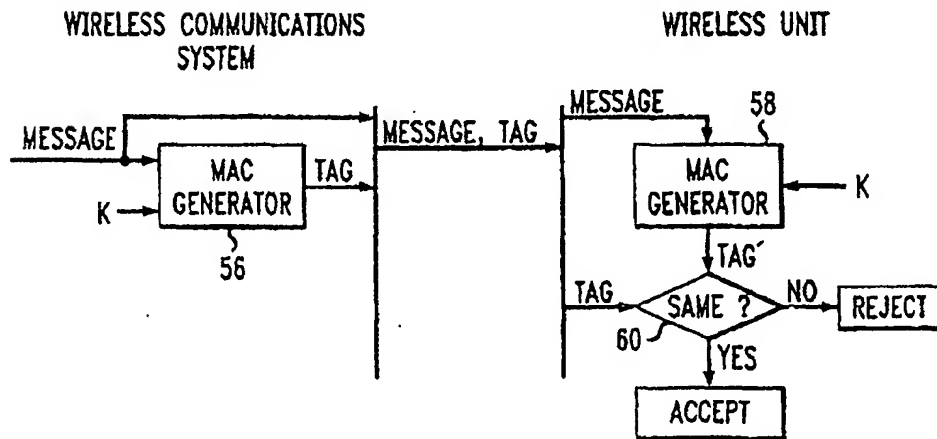 WIRELESS COMMUNICATIONS
SYSTEM
WIRELESS UNIT
MESSAGE
MAC
GENERATOR
K
56
TAG
MESSAGE, TAG
MESSAGE
58
MAC
GENERATOR
K
TAG´
TAG
SAME ?
60
NO
REJECT
YES
ACCEPT